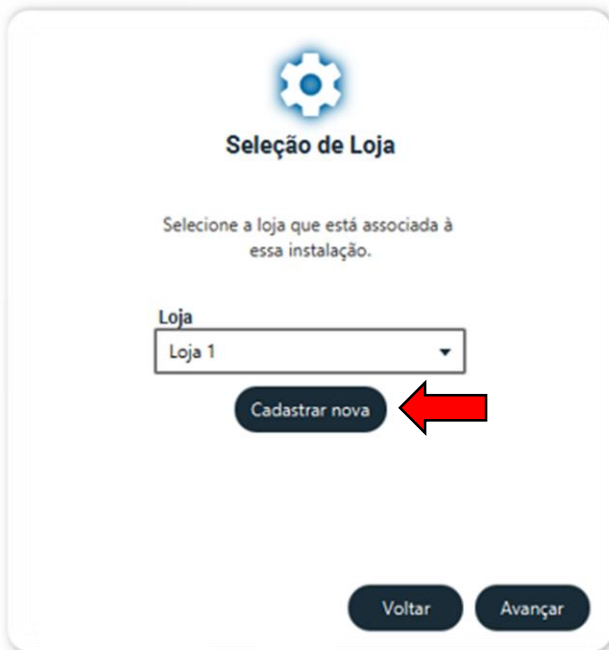 Seleção de Loja
Selecione a loja que está associada à
essa instalação.
Loja
Loja 1
Cadastrar nova
Voltar
Avançar